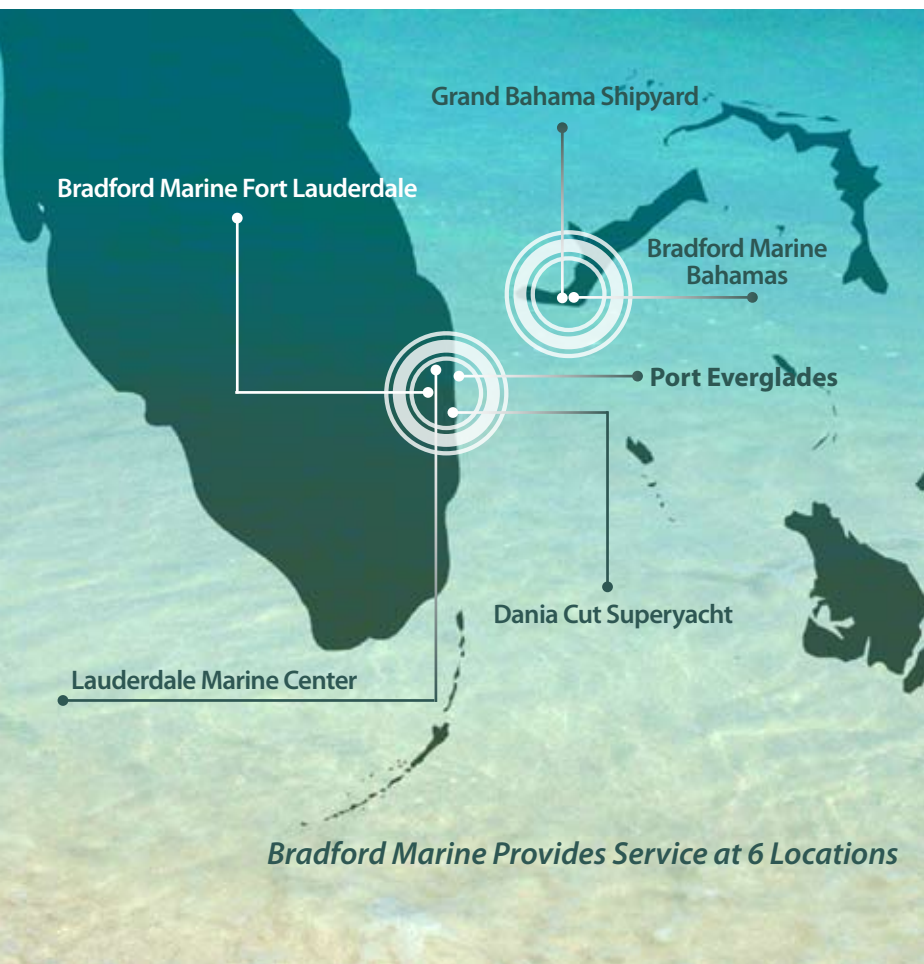 Grand Bahama Shipyard
Bradford Marine Fort Lauderdale
Bradford Marine
Bahamas
Port Everglades
Dania Cut Superyacht
Lauderdale Marine Center
Bradford Marine Provides Service at 6 Locations